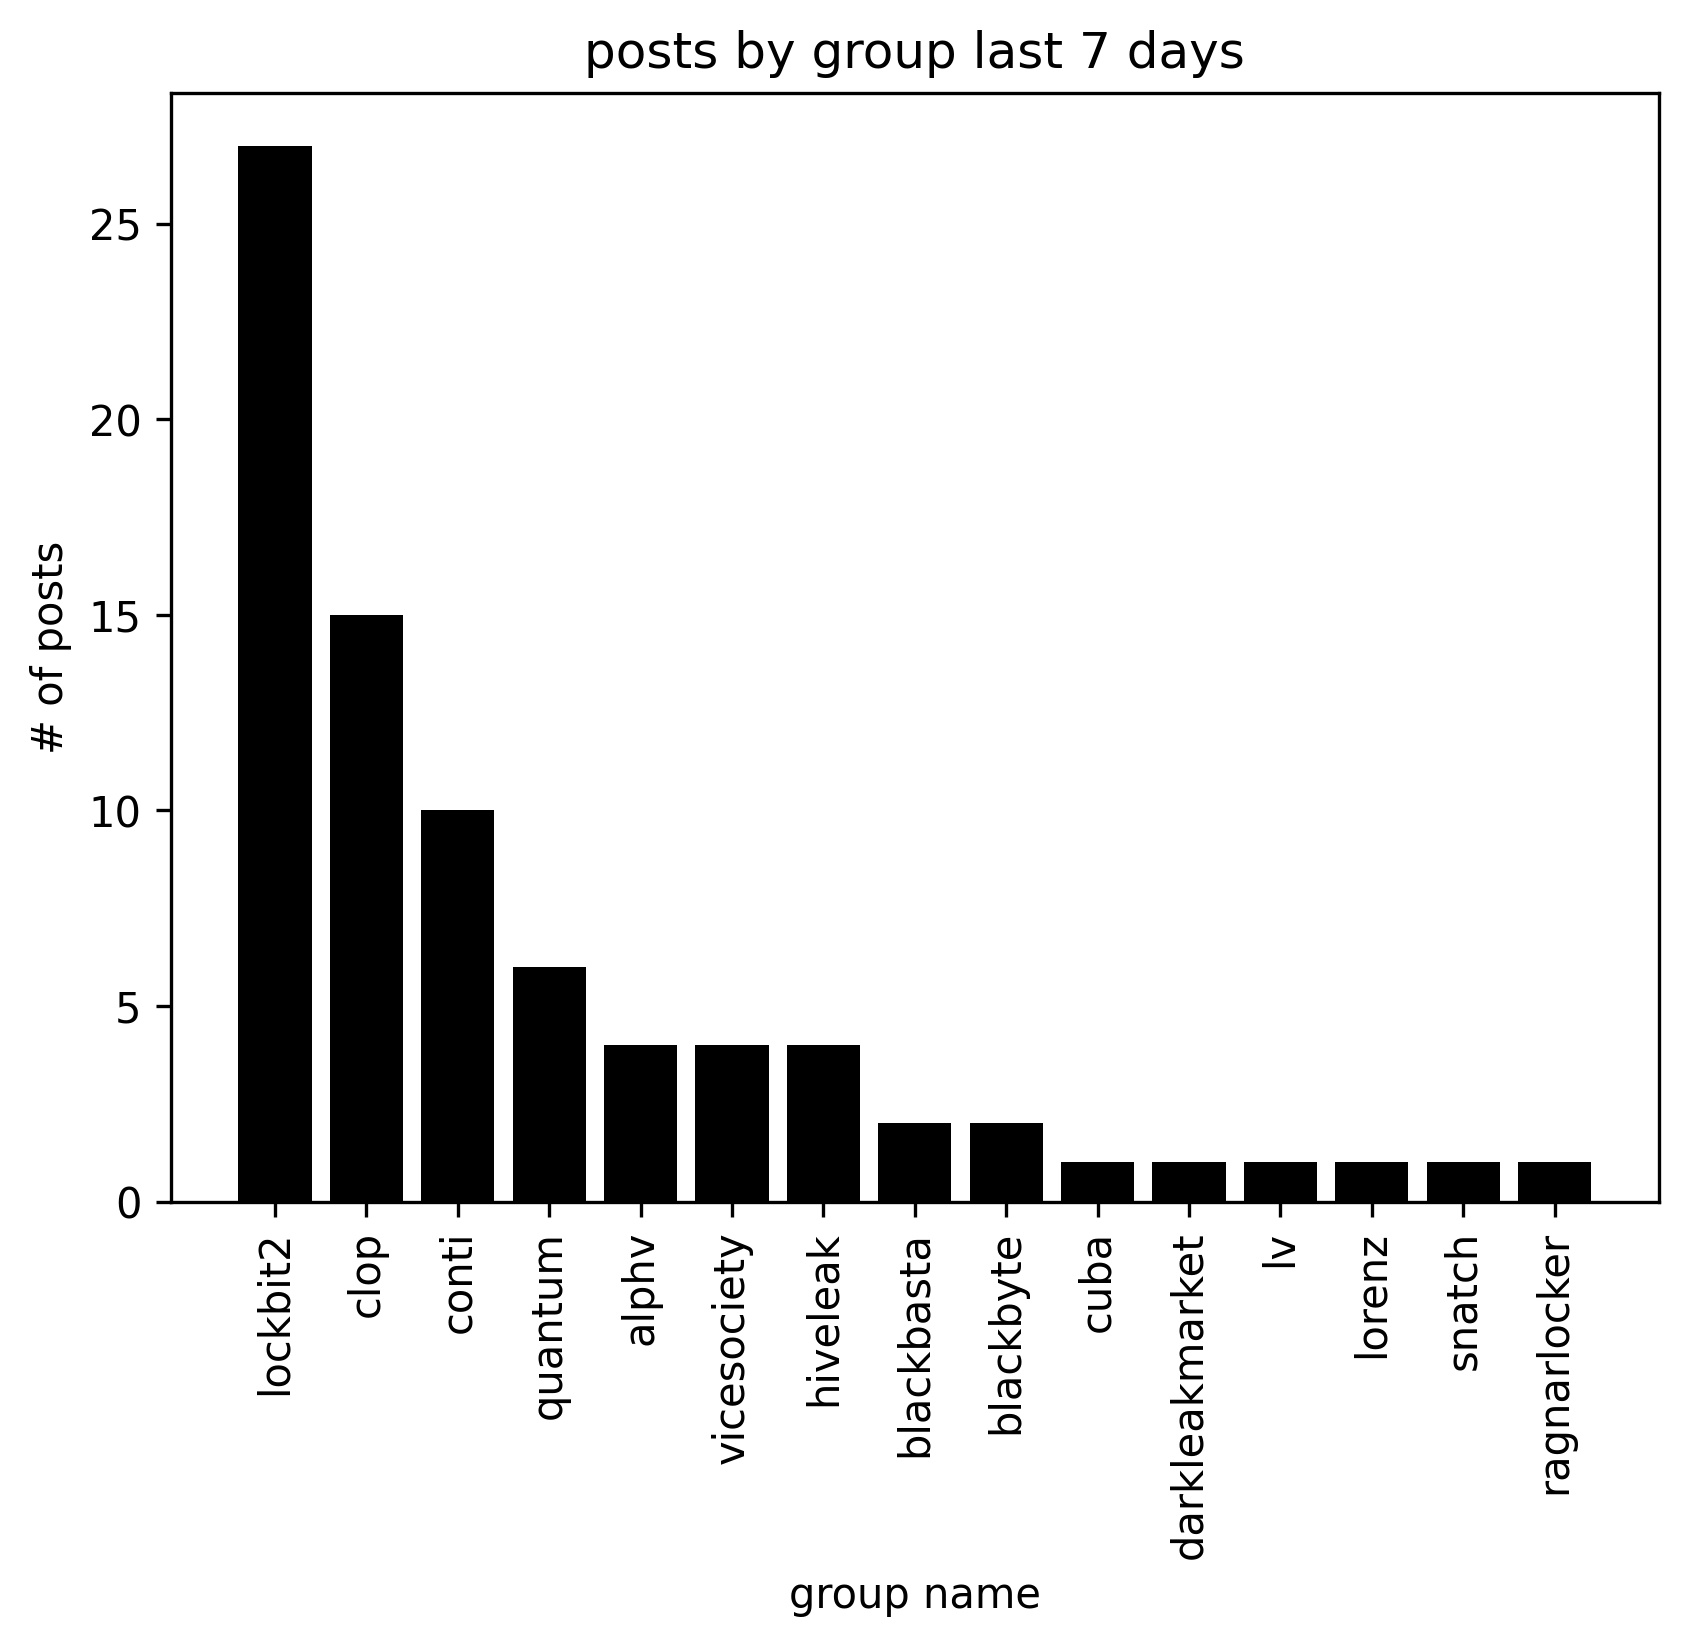 posts by group last 7 days
# of posts
25
20
15
10
5
0
lockbit2
clop
conti
quantum
alphv
vicesociety
hiveleak
blackbasta
blackbyte
cuba
darkleakmarket
lv
lorenz
snatch
ragnarlocker
group name